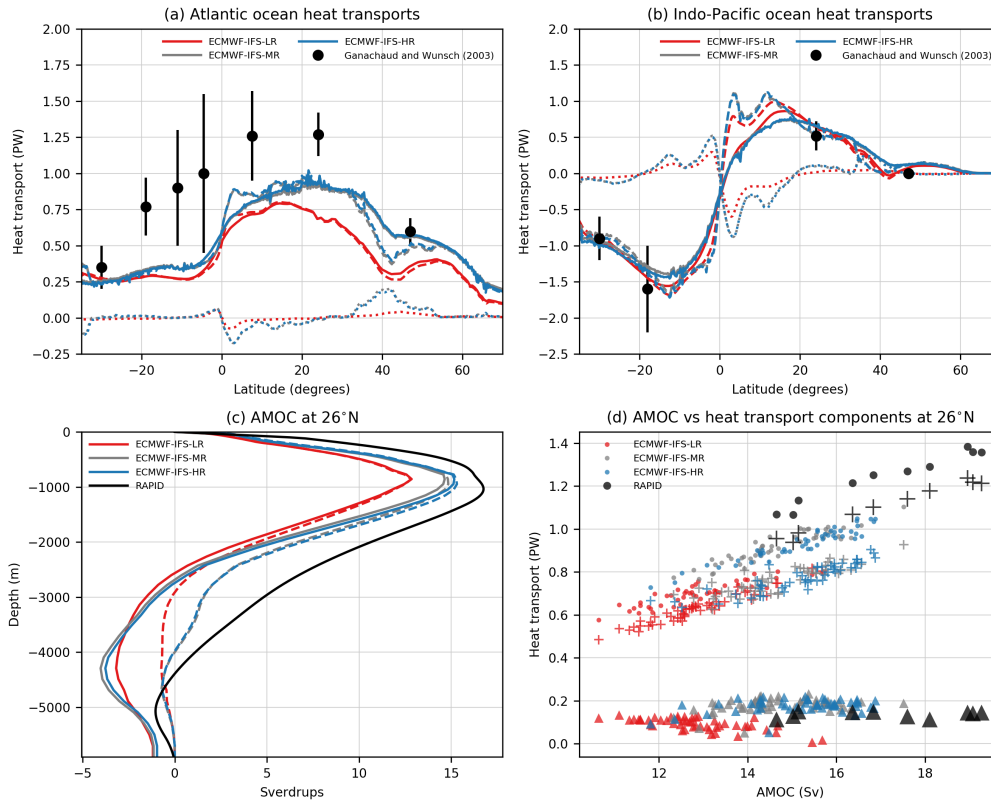 (a) Atlantic ocean heat transports
2.00
1.75
1.50
1.25
1.00
0.75
0.50
0.25
0.00
−0.25
Heat transport (PW)
ECMWF-IFS-LR
ECMWF-IFS-MR
ECMWF-IFS-HR
Ganachaud and Wunsch (2003)
−20 0 20 40 60
Latitude (degrees)
(b) Indo-Pacific ocean heat transports
2.0
1.5
1.0
0.5
0.0
−0.5
−1.0
−1.5
−2.0
−2.5
Heat transport (PW)
ECMWF-IFS-LR
ECMWF-IFS-MR
ECMWF-IFS-HR
Ganachaud and Wunsch (2003)
−20 0 20 40 60
Latitude (degrees)
(c) AMOC at 26°N
0
−1000
−2000
−3000
−4000
−5000
Depth (m)
ECMWF-IFS-LR
ECMWF-IFS-MR
ECMWF-IFS-HR
RAPID
−5 0 5 10 15
Sverdrups
(d) AMOC vs heat transport components at 26°N
1.4
1.2
1.0
0.8
0.6
0.4
0.2
0.0
Heat transport (PW)
ECMWF-IFS-LR
ECMWF-IFS-MR
ECMWF-IFS-HR
RAPID
12 14 16 18
AMOC (Sv)